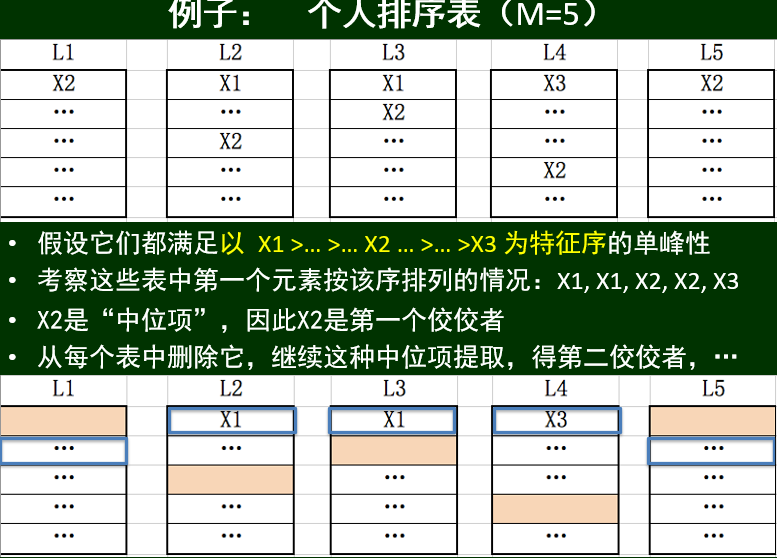 例子： 个人排序表（M=5）
L1 L2 L3 L4 L5
X2 X1 X1 X3 X2
… … X2 … …
… X2 … … …
… … … X2 …
… … … … …
• 假设它们都满足以 X1 >... >... X2 ... >... >X3 为特征序的单峰性
• 考察这些表中第一个元素按该序排列的情况：X1, X1, X2, X2, X3
• X2是“中位项”，因此X2是第一个佼佼者
• 从每个表中删除它，继续这种中位项提取，得第二佼佼者，…
L1 L2 L3 L4 L5
X1 X1 X3
… … … …
… … … …
… … … …
… … … … …